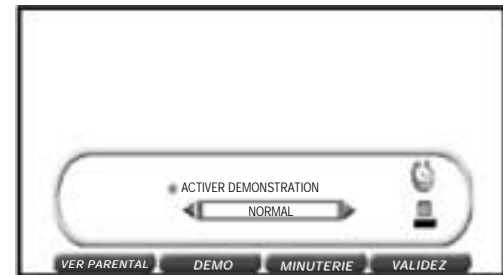 ACTIVER DEMONSTRATION
NORMAL
VER PARENTAL DEMO MINUTERIE VALIDEZ